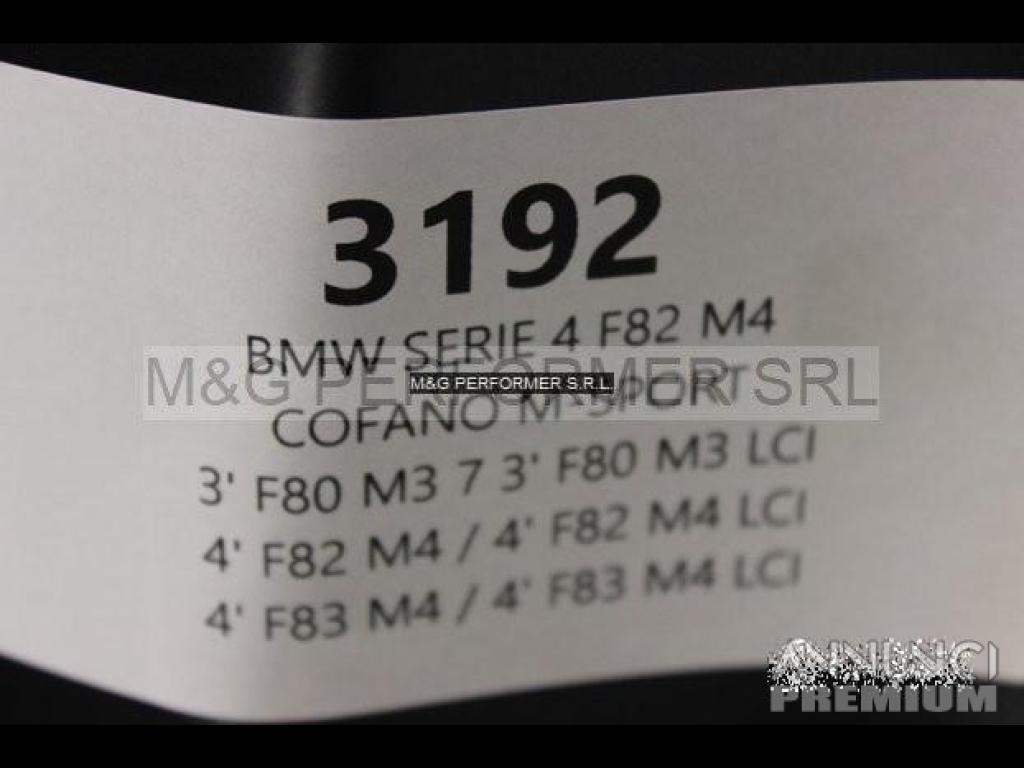 3192
BMW SERIE 4 F82 M4
M&G PERFORMER SRL
M&G PERFORMER S.R.L.
COFANO M-SPORT
3' F80 M3 7 3' F80 M3 LCI
4' F82 M4 / 4' F82 M4 LCI
4' F83 M4 / 4' F83 M4 LCI
ANNUNCI
PREMIUM